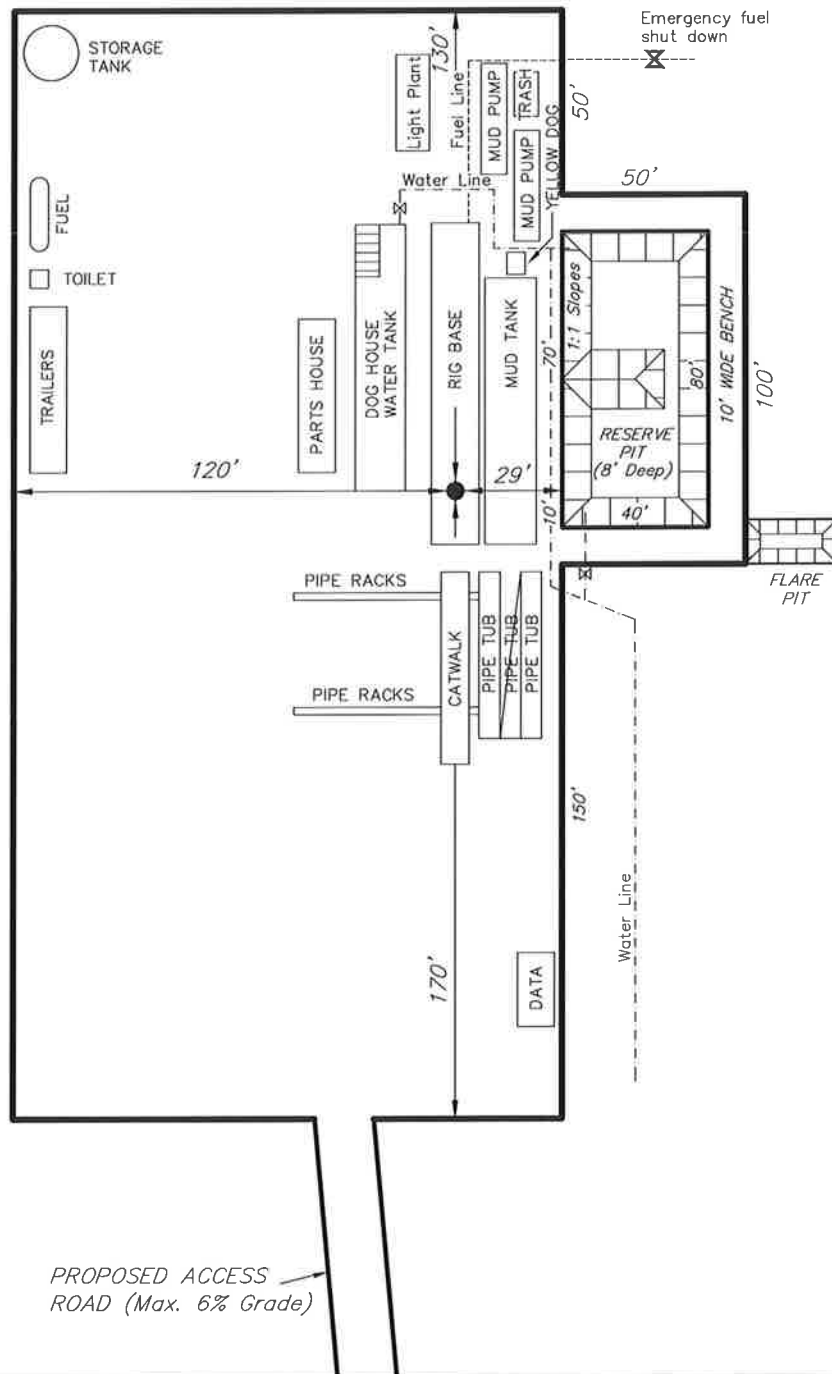 Emergency fuel
shut down
STORAGE
TANK
130'
Light Plant
Fuel Line
MUD PUMP
TRASH
MUD PUMP
YELLOW DOG
50'
50'
Water Line
FUEL
TOILET
TRAILERS
PARTS HOUSE
DOG HOUSE
WATER TANK
RIG BASE
MUD TANK
70'
1:1 Slopes
80'
10' WIDE BENCH
100'
RESERVE
PIT
(8' Deep)
120'
29'
10'
40'
FLARE
PIT
PIPE RACKS
PIPE RACKS
CATWALK
PIPE TUB
PIPE TUB
PIPE TUB
150'
Water Line
170'
DATA
PROPOSED ACCESS
ROAD (Max. 6% Grade)